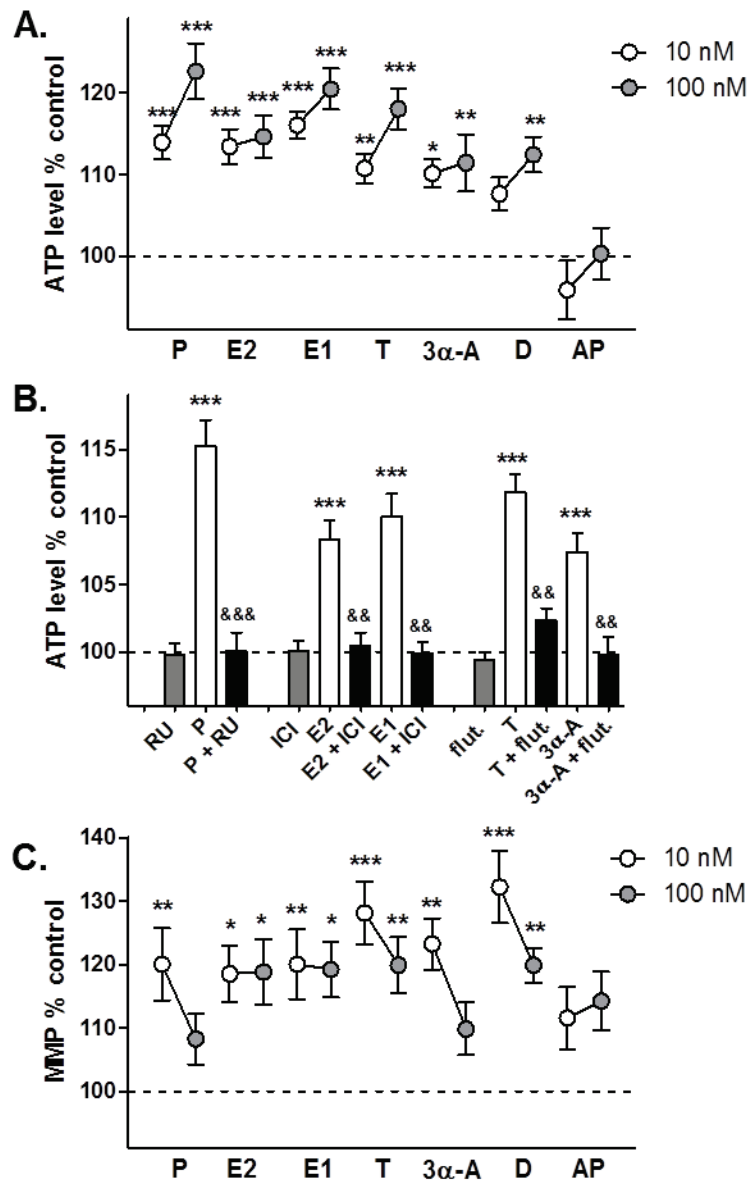 A.
ATP level % control
120
110
100
*** *** *** *** *** *** ** *** * ** **
10 nM
100 nM
P E2 E1 T 3α-A D AP
B.
ATP level % control
115
110
105
100
*** &&& *** && *** && *** && *** &&
RU P P + RU ICI E2 E2 + ICI E1 E1 + ICI flut. T T + flut. 3α-A 3α-A + flut.
C.
MMP % control
140
130
120
110
100
** * * ** * *** ** ** *** **
10 nM
100 nM
P E2 E1 T 3α-A D AP